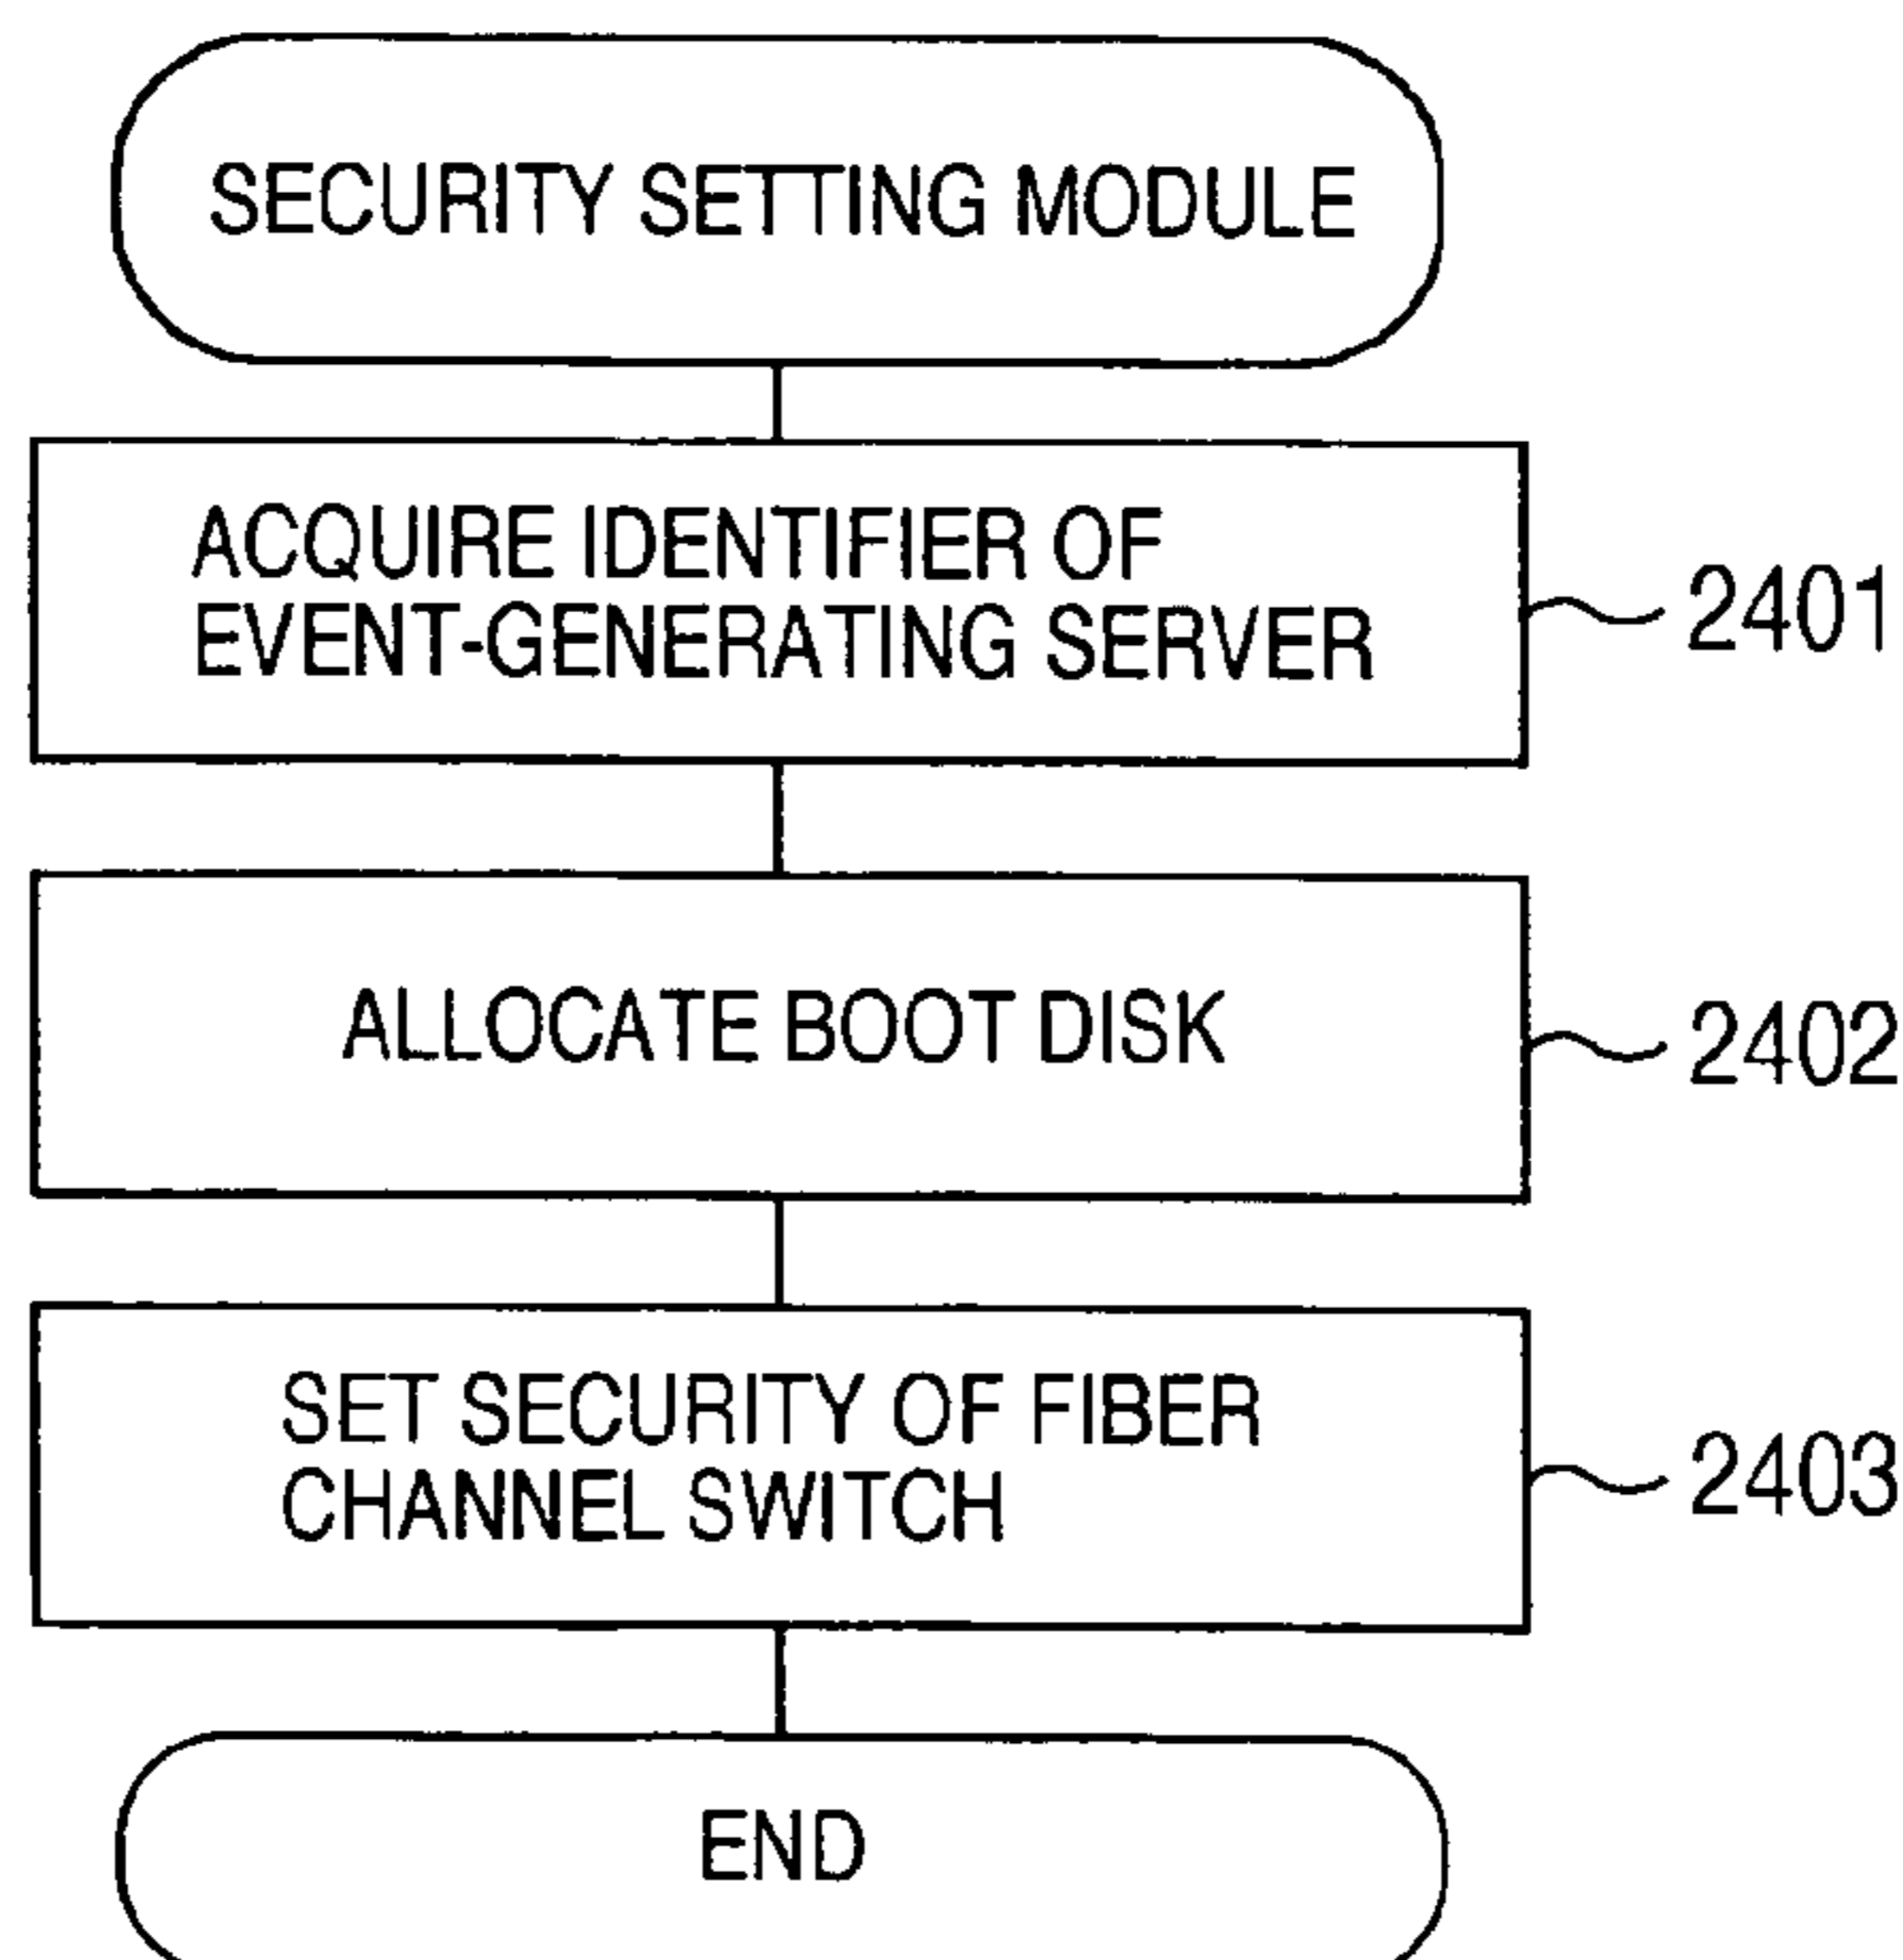 SECURITY SETTING MODULE
ACQUIRE IDENTIFIER OF
EVENT-GENERATING SERVER
2401
ALLOCATE BOOT DISK
2402
SET SECURITY OF FIBER
CHANNEL SWITCH
2403
END